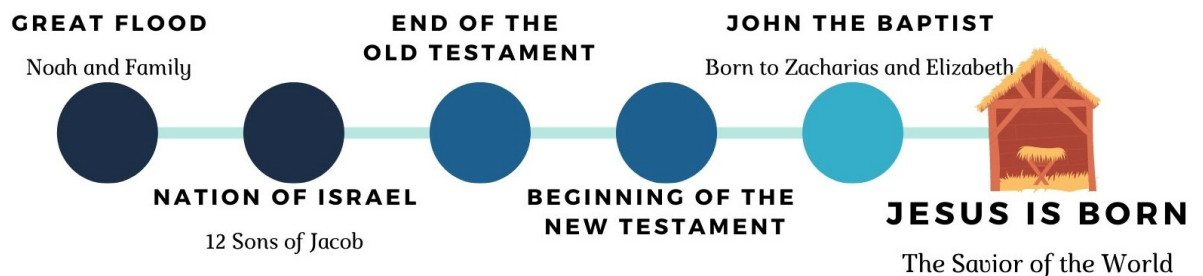 GREAT FLOOD
Noah and Family
NATION OF ISRAEL
12 Sons of Jacob
END OF THE
OLD TESTAMENT
BEGINNING OF THE
NEW TESTAMENT
JOHN THE BAPTIST
Born to Zacharias and Elizabeth
JESUS IS BORN
The Savior of the World